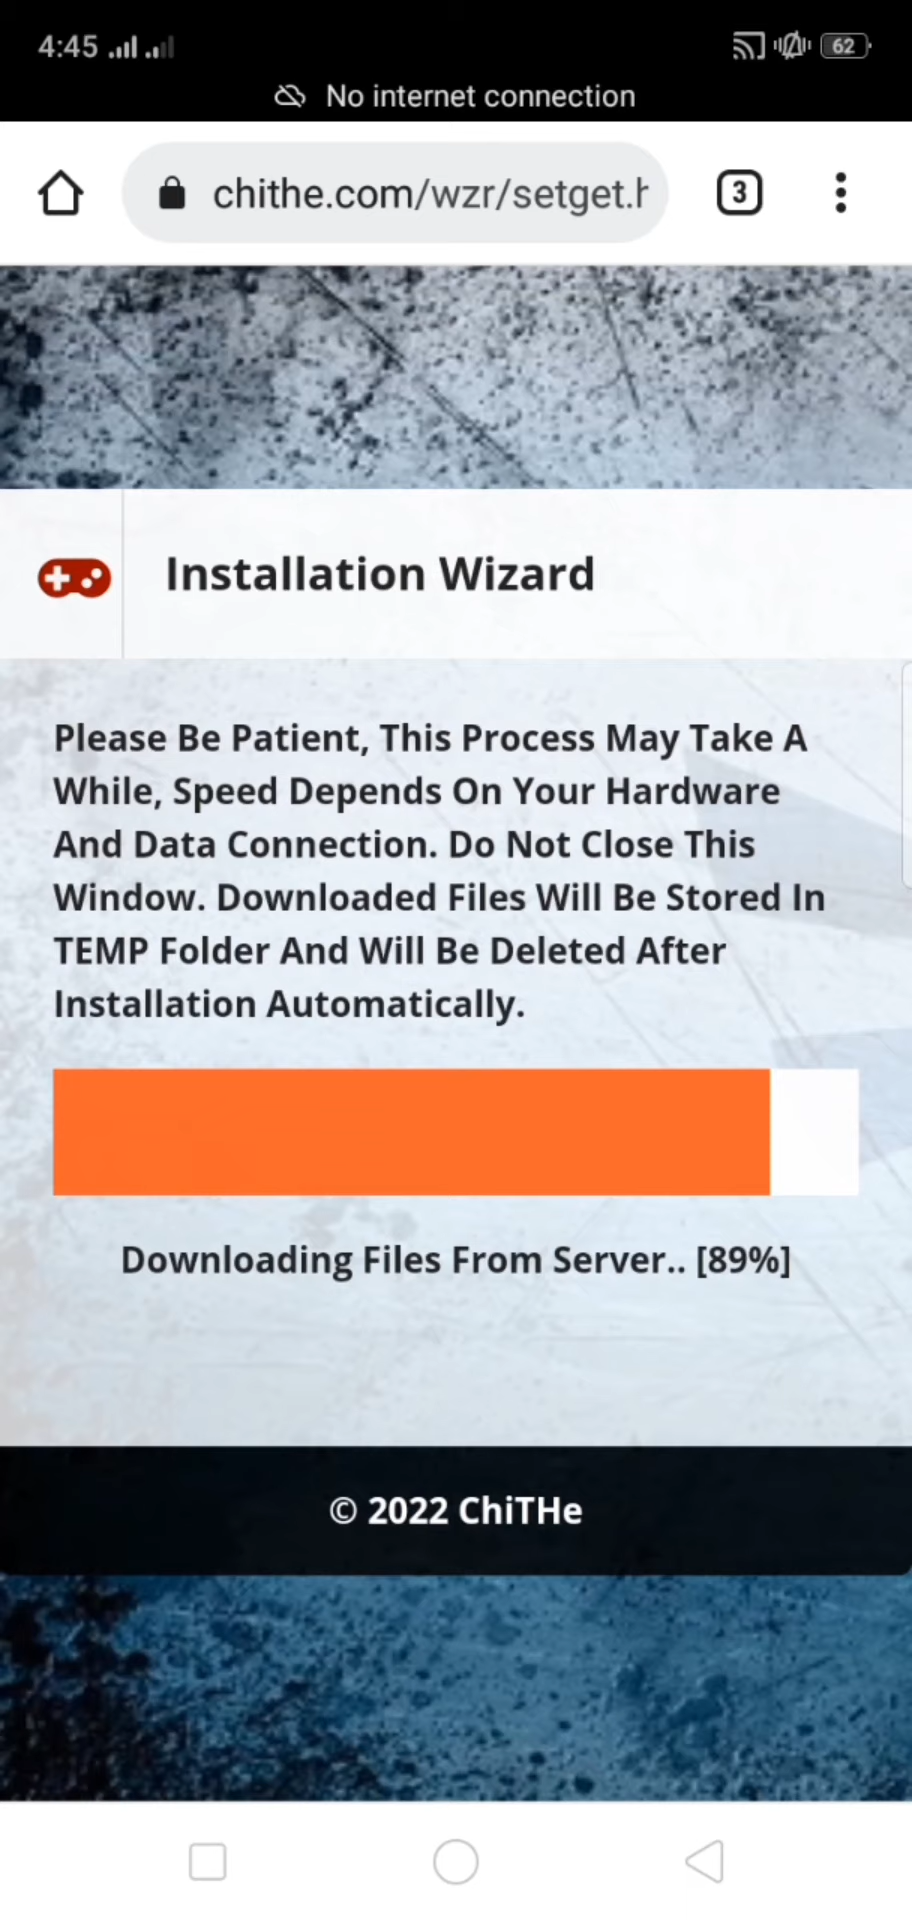 4:45
62
No internet connection
chithe.com/wzr/setget.h
3
Installation Wizard
Please Be Patient, This Process May Take A
While, Speed Depends On Your Hardware
And Data Connection. Do Not Close This
Window. Downloaded Files Will Be Stored In
TEMP Folder And Will Be Deleted After
Installation Automatically.
Downloading Files From Server.. [89%]
© 2022 ChiTHe